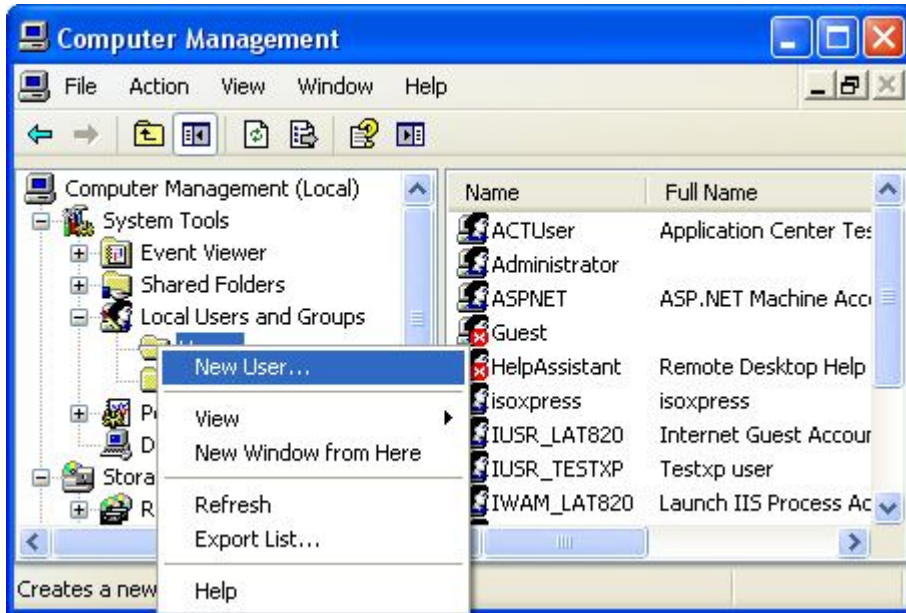 Computer Management
File Action View Window Help
Computer Management (Local)
System Tools
Event Viewer
Shared Folders
Local Users and Groups
New User...
View
New Window from Here
Refresh
Export List...
Help
Stora
Name Full Name
ACTUser Application Center Tes
Administrator
ASPNET ASP.NET Machine Acco
Guest
HelpAssistant Remote Desktop Help
isoxpress isoxpress
IUSR_LAT820 Internet Guest Accour
IUSR_TESTXP Testxp user
IWAM_LAT820 Launch IIS Process Ac
Creates a new